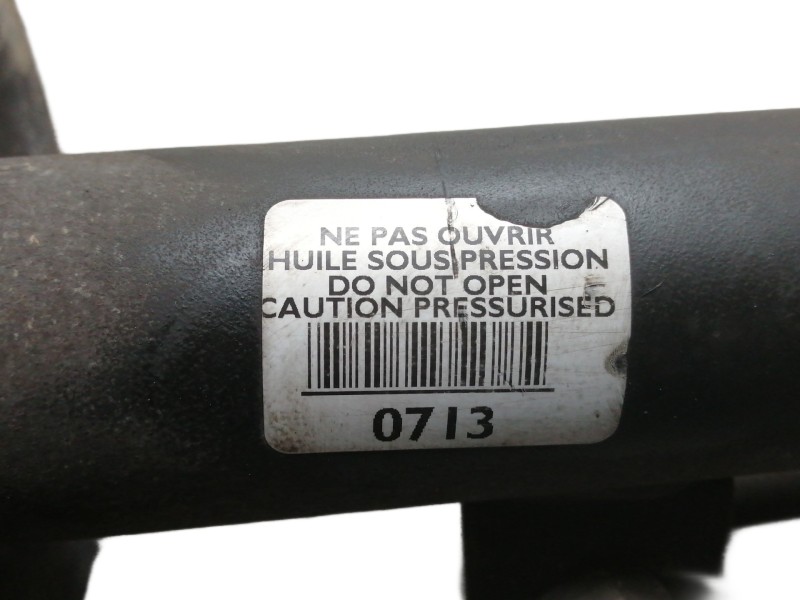 NE PAS OUVRIR
HUILE SOUS PRESSION
DO NOT OPEN
CAUTION PRESSURISED
0713